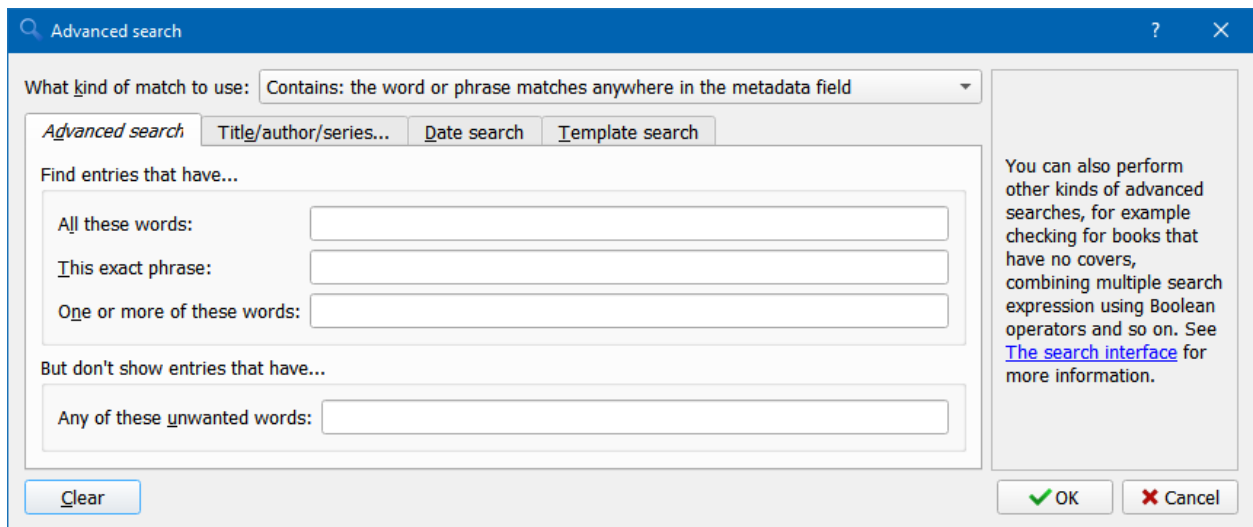 Advanced search
?
What kind of match to use: Contains: the word or phrase matches anywhere in the metadata field
Advanced search Title/author/series... Date search Template search
Find entries that have...
All these words:
This exact phrase:
One or more of these words:
But don't show entries that have...
Any of these unwanted words:
You can also perform
other kinds of advanced
searches, for example
checking for books that
have no covers,
combining multiple search
expression using Boolean
operators and so on. See
The search interface for
more information.
Clear
OK
Cancel